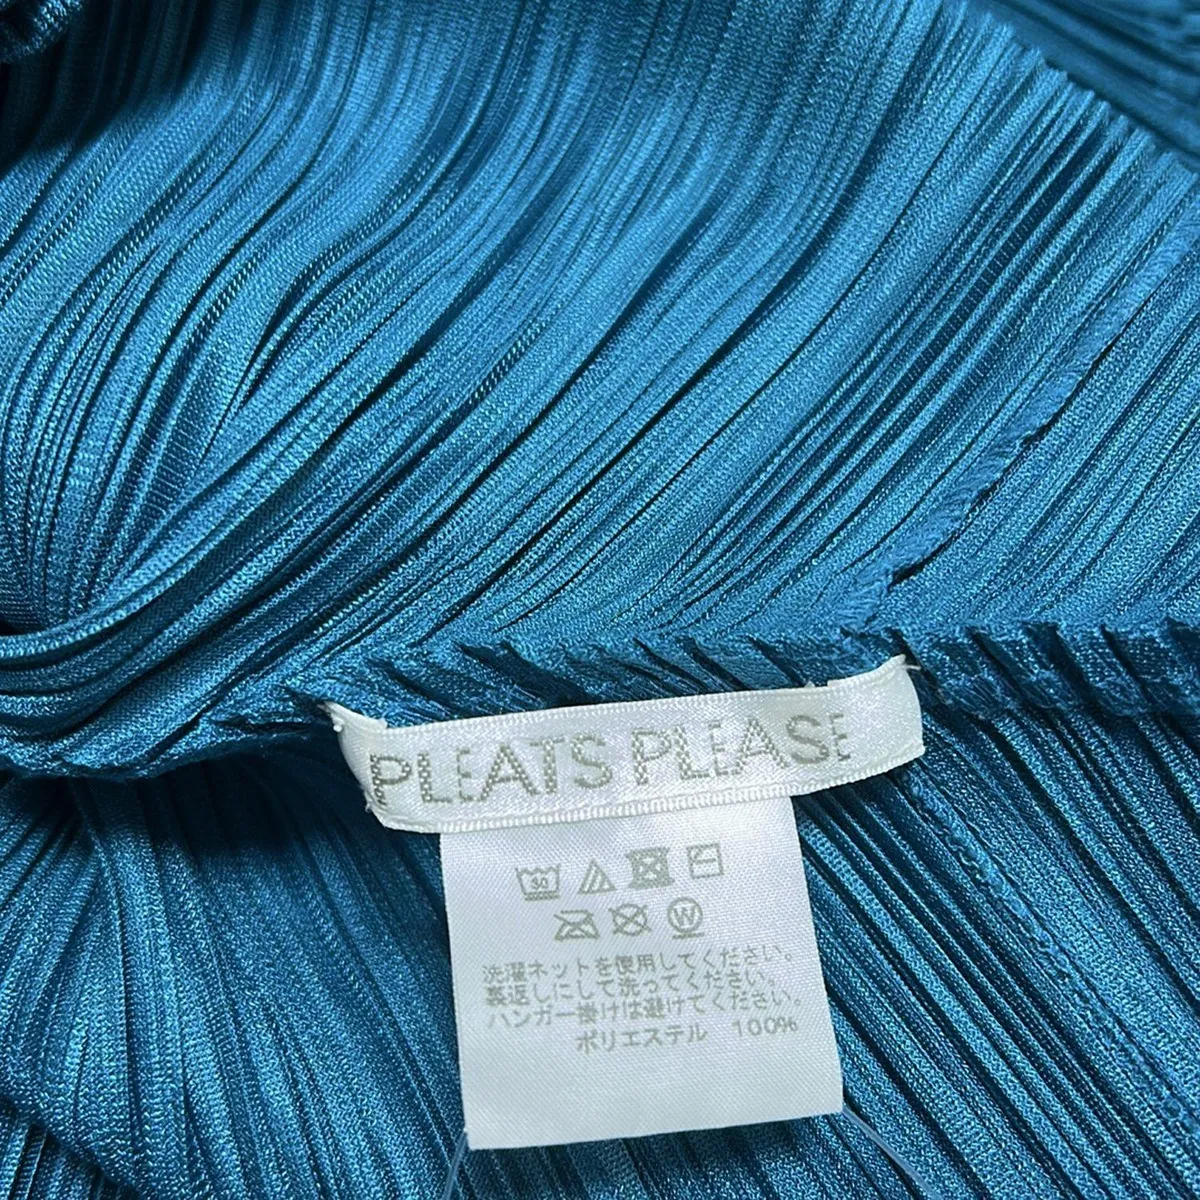 PLEATS PLEASE
30
W
洗濯ネットを使用してください。
裏返しにして洗ってください。
ハンガー掛けは避けてください。
ポリエステル 100%